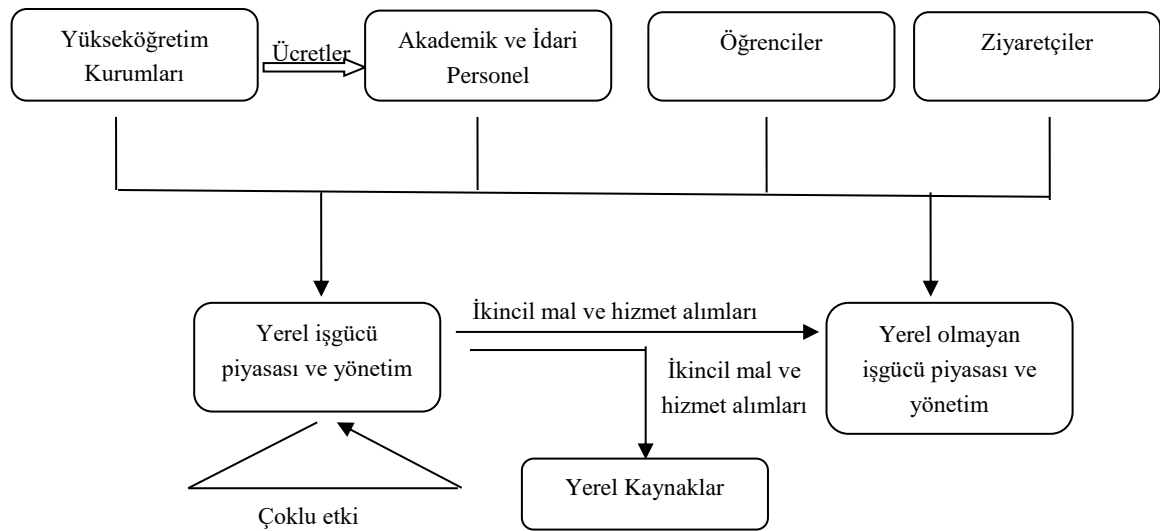 Yükseköğretim
Kurumları
Ücretler
Akademik ve İdari
Personel
Öğrenciler
Ziyaretçiler
Yerel işgücü
piyasası ve yönetim
İkincil mal ve hizmet alımları
İkincil mal ve
hizmet alımları
Yerel olmayan
işgücü piyasası ve
yönetim
Çoklu etki
Yerel Kaynaklar